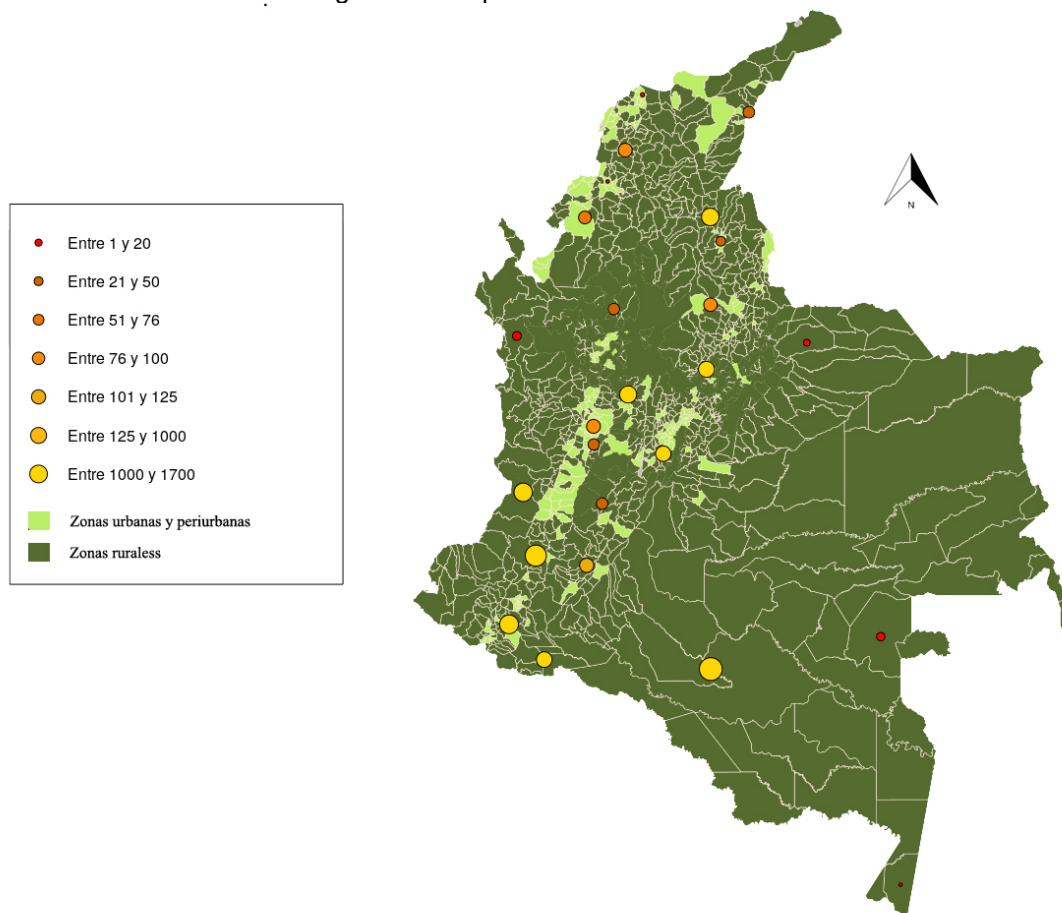 Entre 1 y 20
Entre 21 y 50
Entre 51 y 76
Entre 76 y 100
Entre 101 y 125
Entre 125 y 1000
Entre 1000 y 1700
Zonas urbanas y periurbanas
Zonas ruraless
N